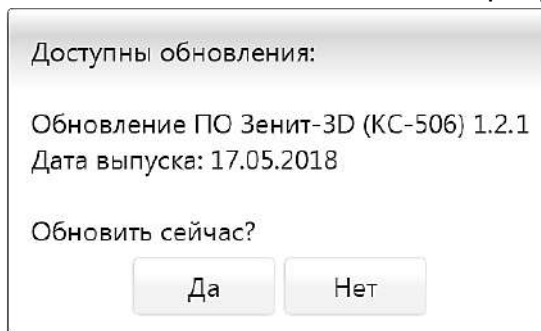 Доступны обновления:
Обновление ПО Зенит-3D (КС-506) 1.2.1
Дата выпуска: 17.05.2018
Обновить сейчас?
Да Нет